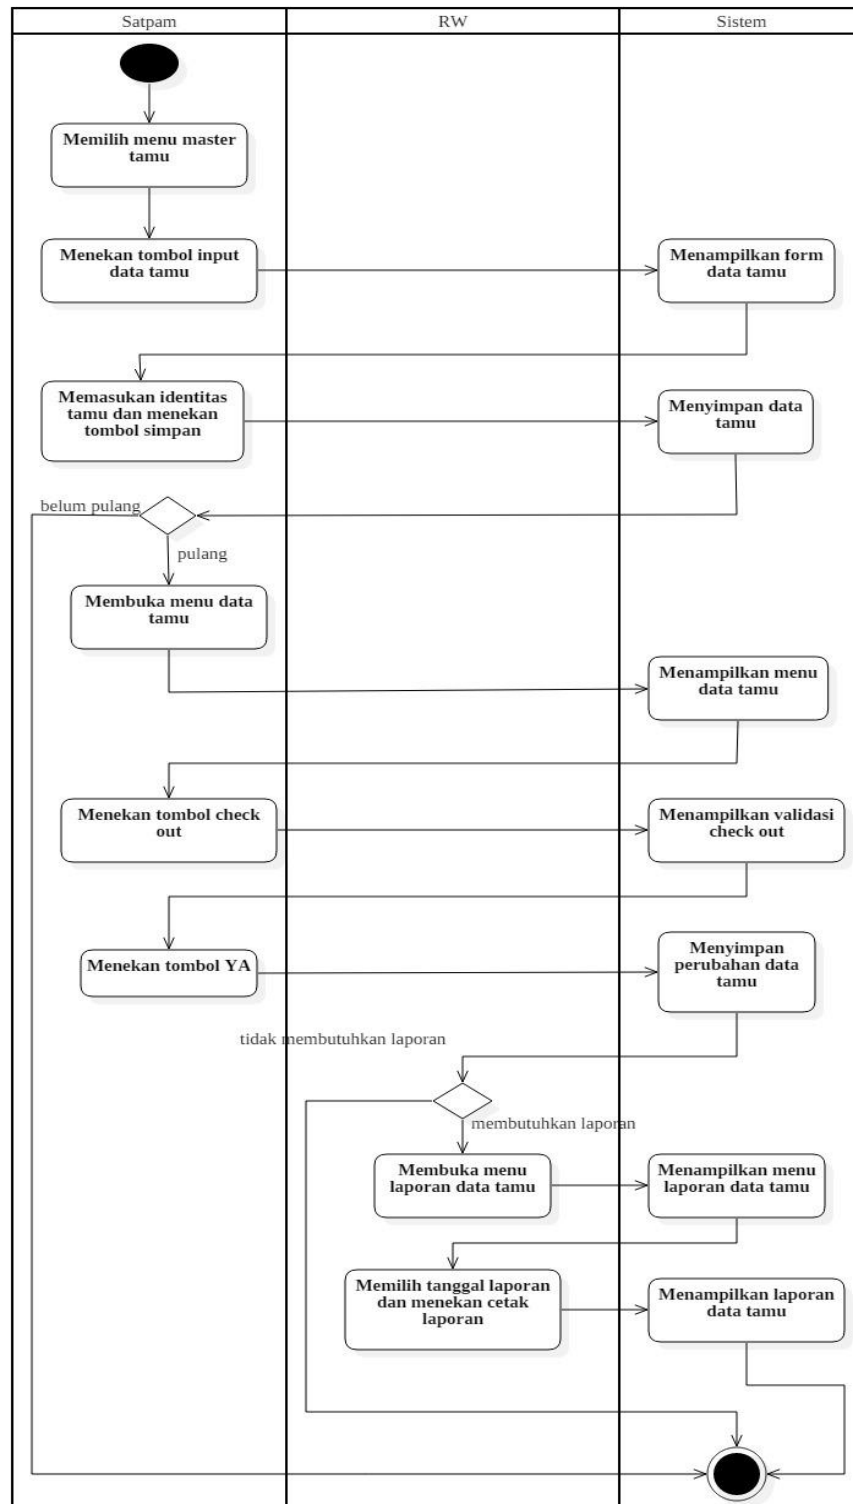 Satpam
RW
Sistem
Memilih menu master
tamu
Menekan tombol input
data tamu
Menampilkan form
data tamu
Memasukan identitas
tamu dan menekan
tombol simpan
Menyimpan data
tamu
belum pulang
pulang
Membuka menu data
tamu
Menampilkan menu
data tamu
Menekan tombol check
out
Menampilkan validasi
check out
Menekan tombol YA
Menyimpan
perubahan data
tamu
tidak membutuhkan laporan
membutuhkan laporan
Membuka menu
laporan data tamu
Menampilkan menu
laporan data tamu
Memilih tanggal laporan
dan menekan cetak
laporan
Menampilkan laporan
data tamu